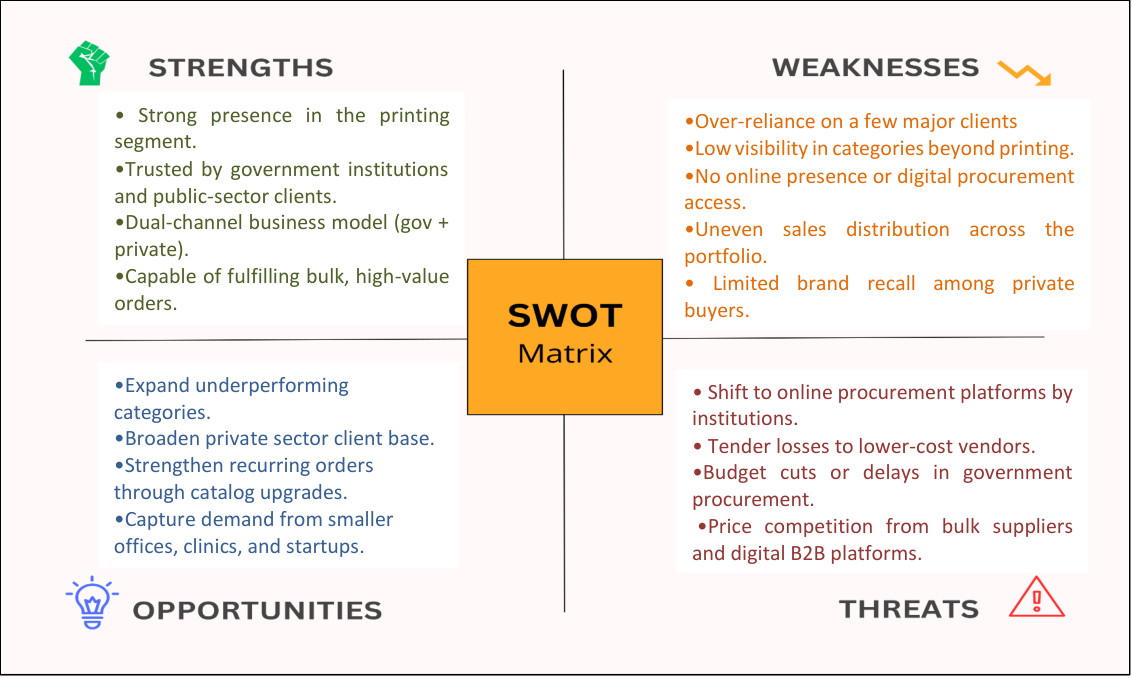 STRENGTHS
• Strong presence in the printing
segment.
•Trusted by government institutions
and public-sector clients.
•Dual-channel business model (gov +
private).
•Capable of fulfilling bulk, high-value
orders.
WEAKNESSES
•Over-reliance on a few major clients
•Low visibility in categories beyond printing.
•No online presence or digital procurement
access.
•Uneven sales distribution across the
portfolio.
• Limited brand recall among private
buyers.
SWOT
Matrix
•Expand underperforming
categories.
•Broaden private sector client base.
•Strengthen recurring orders
through catalog upgrades.
•Capture demand from smaller
offices, clinics, and startups.
OPPORTUNITIES
• Shift to online procurement platforms by
institutions.
• Tender losses to lower-cost vendors.
•Budget cuts or delays in government
procurement.
•Price competition from bulk suppliers
and digital B2B platforms.
THREATS